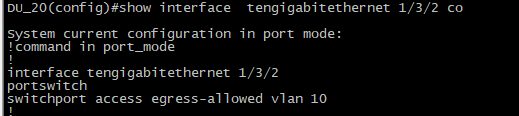 DU_20(config)#show interface  tengigabitethernet 1/3/2 co
System current configuration in port mode:
!command in port_mode
!
interface tengigabitethernet 1/3/2
portswitch
switchport access egress-allowed vlan 10
!